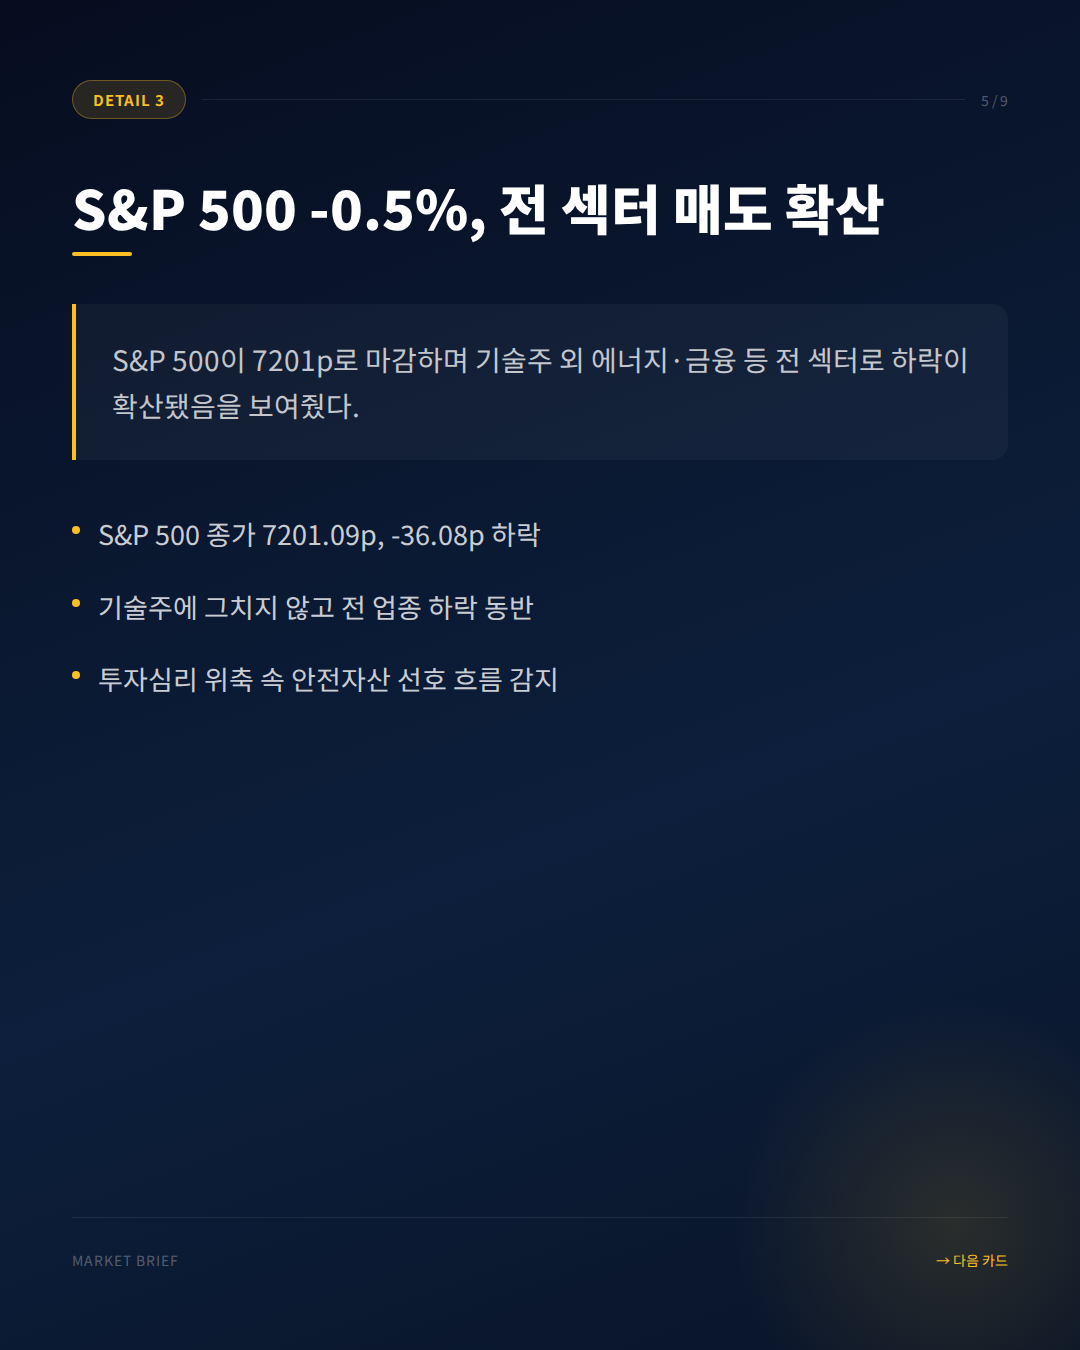 DETAIL 3
5 / 9
S&P 500 -0.5%, 전 섹터 매도 확산
S&P 500이 7201p로 마감하며 기술주 외 에너지·금융 등 전 섹터로 하락이
확산됐음을 보여줬다.
S&P 500 종가 7201.09p, -36.08p 하락
기술주에 그치지 않고 전 업종 하락 동반
투자심리 위축 속 안전자산 선호 흐름 감지
MARKET BRIEF
→ 다음 카드